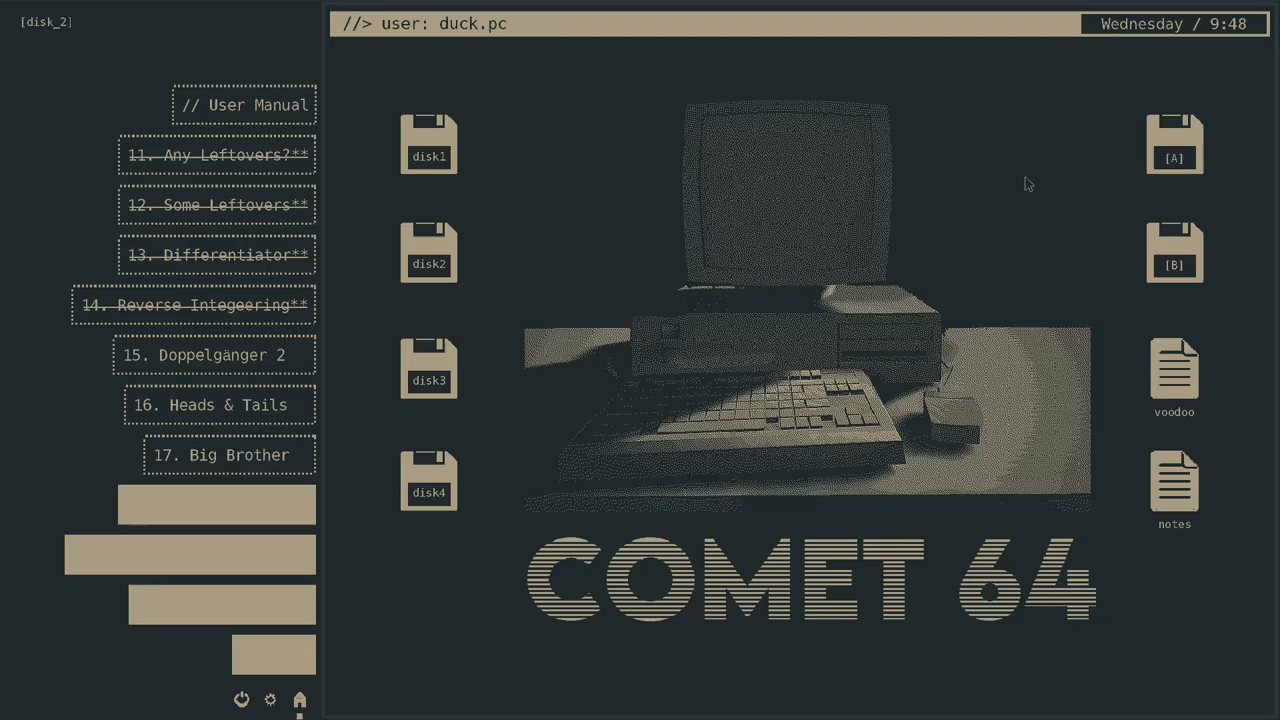 [disk_2]
//> user: duck.pc
Wednesday / 9:48
// User Manual
11. Any Leftovers?**
12. Some Leftovers**
13. Differentiator**
14. Reverse Integeering**
15. Doppelgänger 2
16. Heads & Tails
17. Big Brother
disk1
disk2
disk3
disk4
[A]
[B]
voodoo
notes
COMET 64